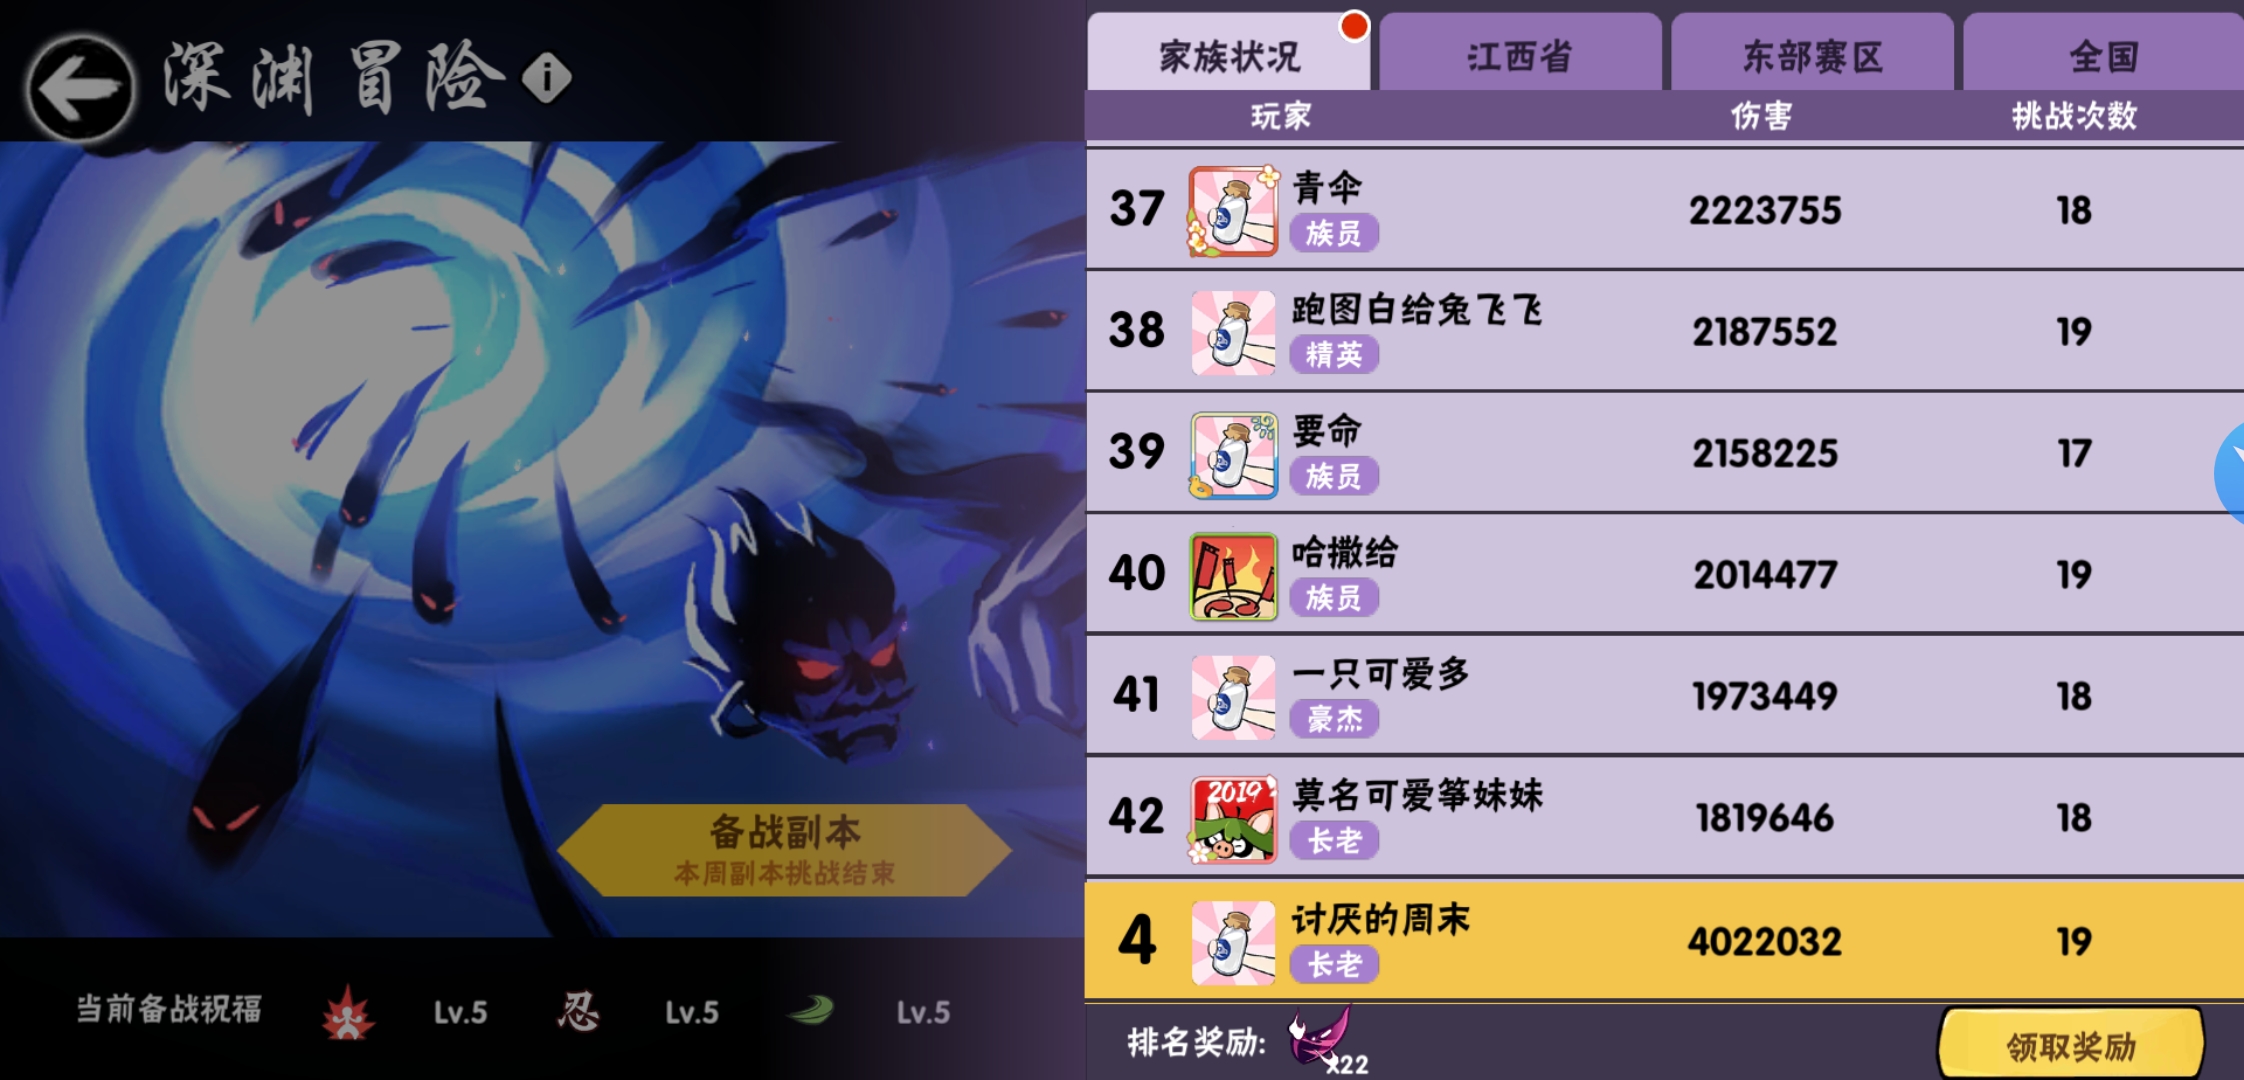 深渊冒险
备战副本
本周副本挑战结束
当前备战祝福 Lv.5 忍 Lv.5 Lv.5
家族状况 江西省 东部赛区 全国
玩家 伤害 挑战次数
37 青伞 2223755 18
族员
38 跑图白给兔飞飞 2187552 19
精英
39 要命 2158225 17
族员
40 哈撒给 2014477 19
族员
41 一只可爱多 1973449 18
豪杰
2019
42 莫名可爱筝妹妹 1819646 18
长老
4 讨厌的周末 4022032 19
长老
排名奖励: x22 领取奖励